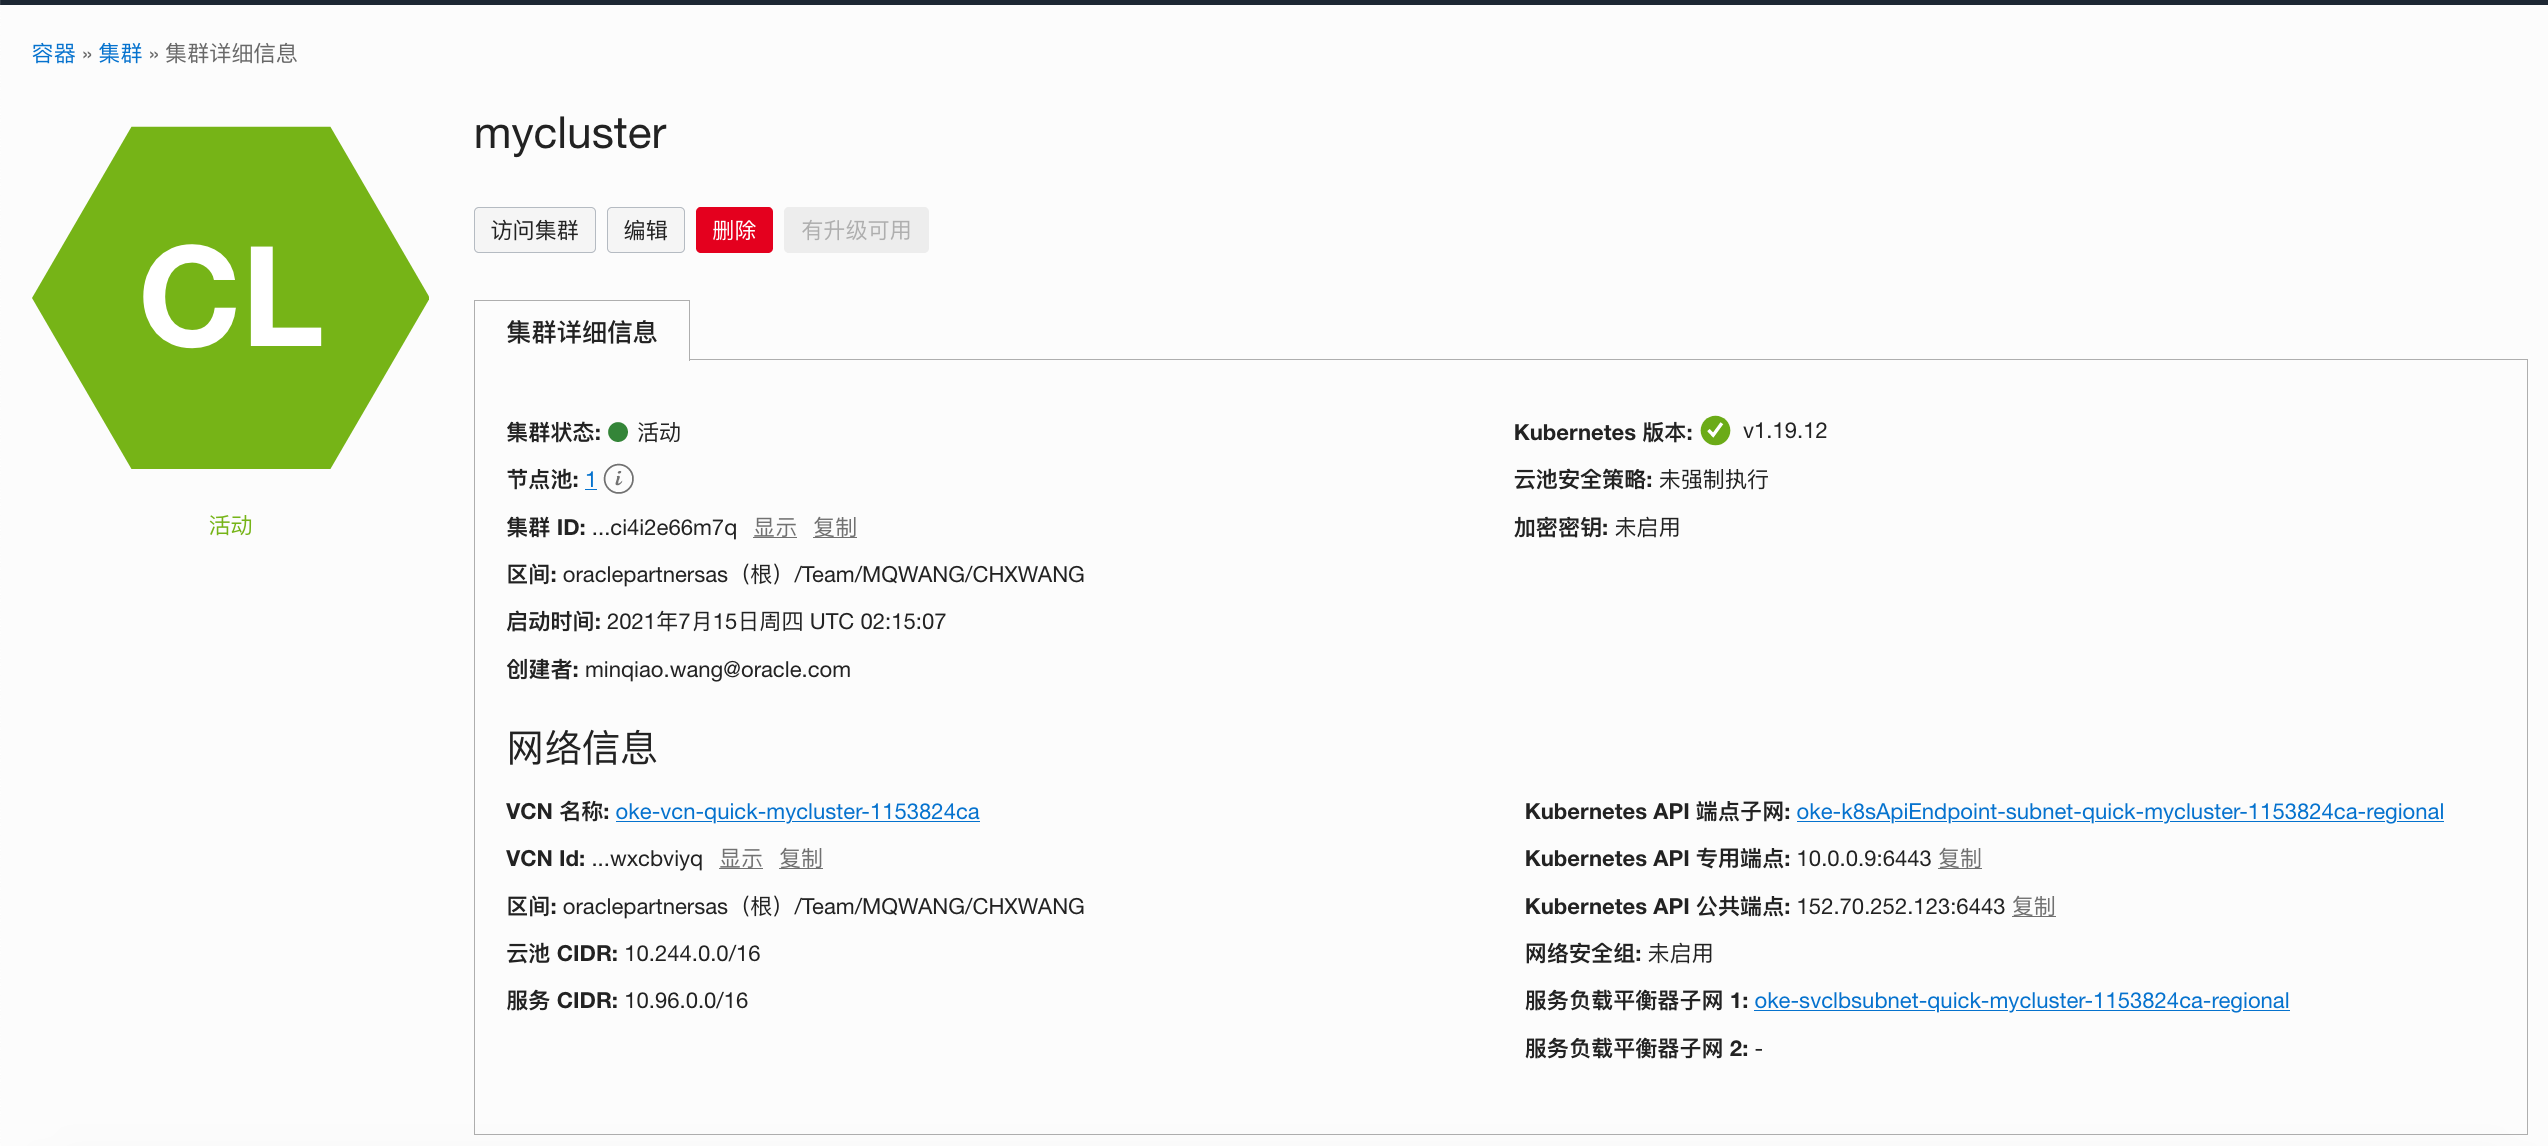 容器 » 集群 » 集群详细信息
CL
活动
mycluster
访问集群 编辑 删除 有升级可用
集群详细信息
集群状态: 活动
节点池: 1 i
集群 ID: ...ci4i2e66m7q 显示 复制
区间: oraclepartnersas（根）/Team/MQWANG/CHXWANG
启动时间: 2021年7月15日周四 UTC 02:15:07
创建者: minqiao.wang@oracle.com
Kubernetes 版本: v1.19.12
云池安全策略: 未强制执行
加密密钥: 未启用
网络信息
VCN 名称: oke-vcn-quick-mycluster-1153824ca
VCN Id: ...wxcbviyq 显示 复制
区间: oraclepartnersas（根）/Team/MQWANG/CHXWANG
云池 CIDR: 10.244.0.0/16
服务 CIDR: 10.96.0.0/16
Kubernetes API 端点子网: oke-k8sApiEndpoint-subnet-quick-mycluster-1153824ca-regional
Kubernetes API 专用端点: 10.0.0.9:6443 复制
Kubernetes API 公共端点: 152.70.252.123:6443 复制
网络安全组: 未启用
服务负载平衡器子网 1: oke-svclbsubnet-quick-mycluster-1153824ca-regional
服务负载平衡器子网 2: -